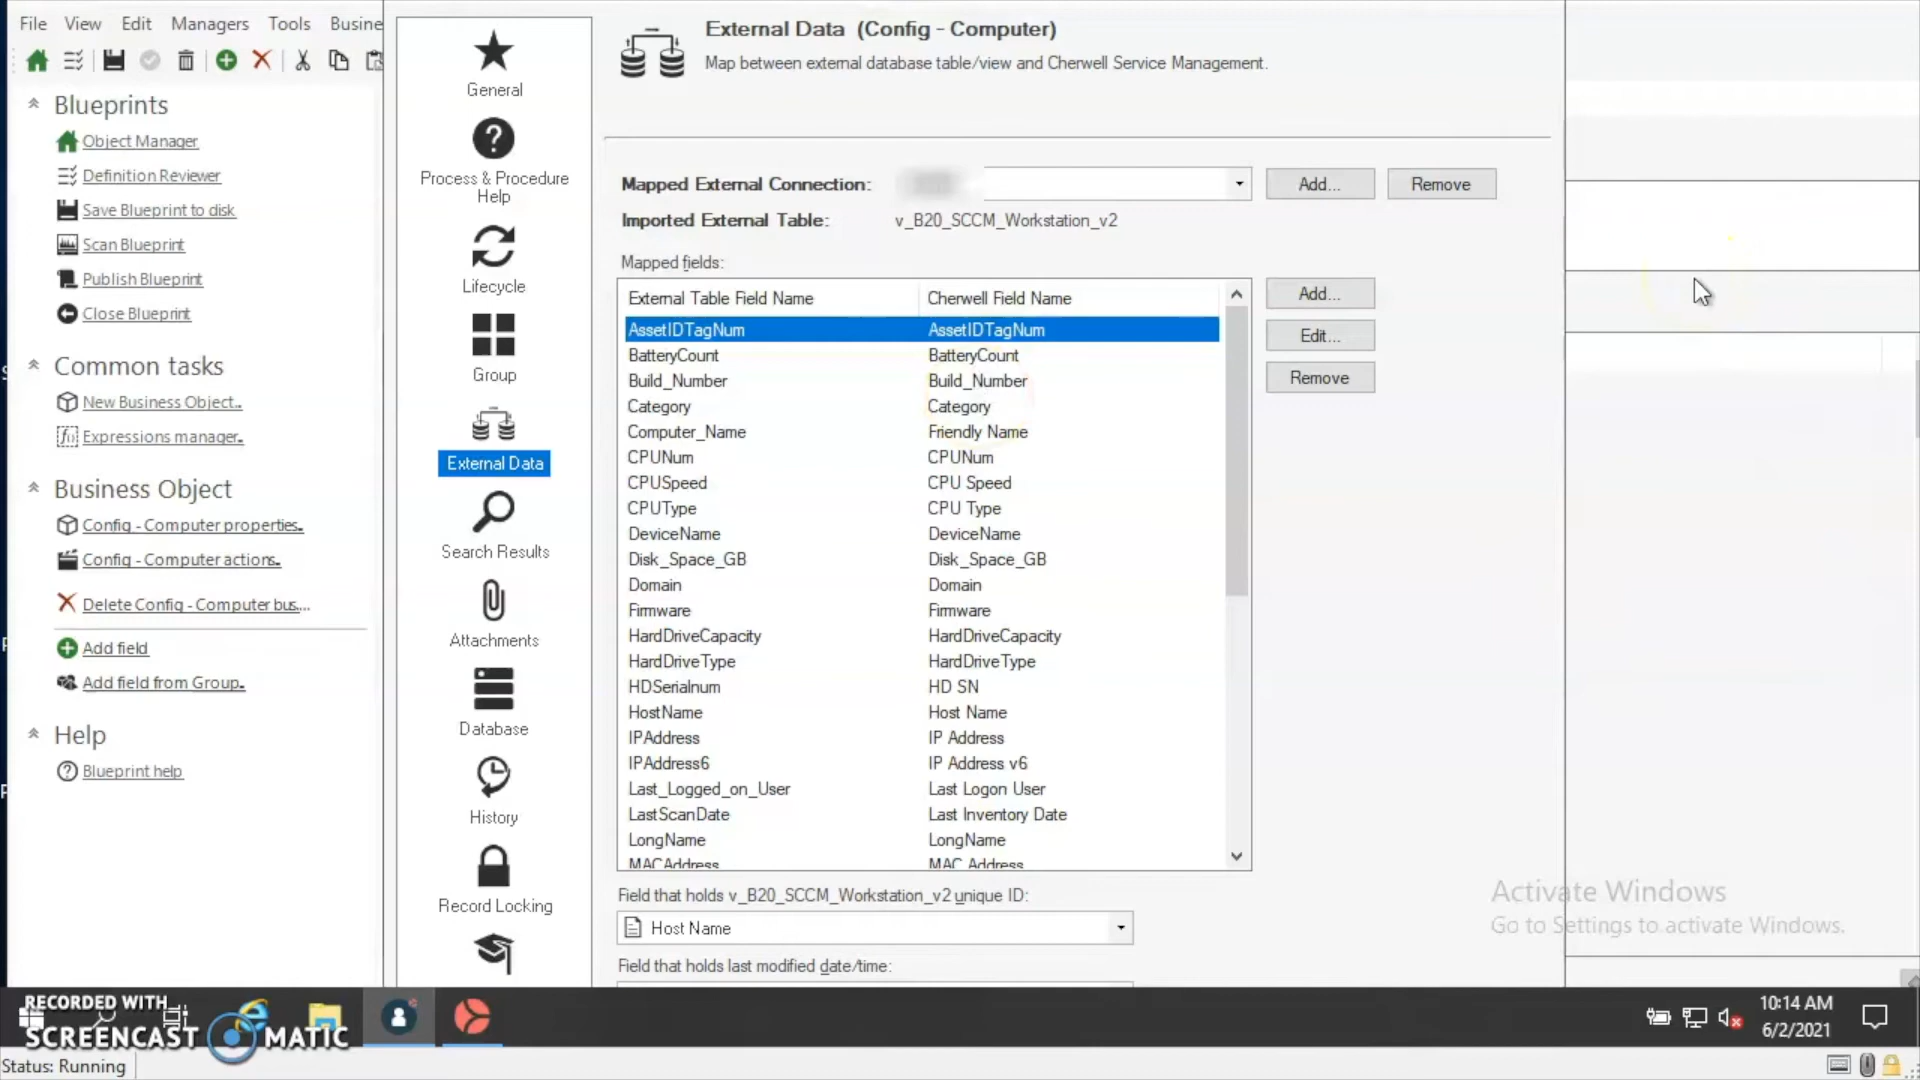 File View Edit Managers Tools Busine
Blueprints
Object Manager
Definition Reviewer
Save Blueprint to disk
Scan Blueprint
Publish Blueprint
Close Blueprint
Common tasks
New Business Object...
Expressions manager...
Business Object
Config - Computer properties...
Config - Computer actions...
Delete Config - Computer bus...
Add field
Add field from Group...
Help
Blueprint help
General
Process & Procedure
Help
Lifecycle
Group
External Data
Search Results
Attachments
Database
History
Record Locking
External Data (Config - Computer)
Map between external database table/view and Cherwell Service Management.
Mapped External Connection: Add... Remove
Imported External Table: v_B20_SCCM_Workstation_v2
Mapped fields:
External Table Field Name Cherwell Field Name
AssetIDTagNum AssetIDTagNum
BatteryCount BatteryCount
Build_Number Build_Number
Category Category
Computer_Name Friendly Name
CPUNum CPUNum
CPUSpeed CPU Speed
CPUType CPU Type
DeviceName DeviceName
Disk_Space_GB Disk_Space_GB
Domain Domain
Firmware Firmware
HardDriveCapacity HardDriveCapacity
HardDriveType HardDriveType
HDSerialnum HD SN
HostName Host Name
IPAddress IP Address
IPAddress6 IP Address v6
Last_Logged_on_User Last Logon User
LastScanDate Last Inventory Date
LongName LongName
MACAddress MAC Address
Add...
Edit...
Remove
Field that holds v_B20_SCCM_Workstation_v2 unique ID:
Host Name
Field that holds last modified date/time:
Activate Windows
Go to Settings to activate Windows.
RECORDED WITH
SCREENCAST MATIC
10:14 AM
6/2/2021
Status: Running